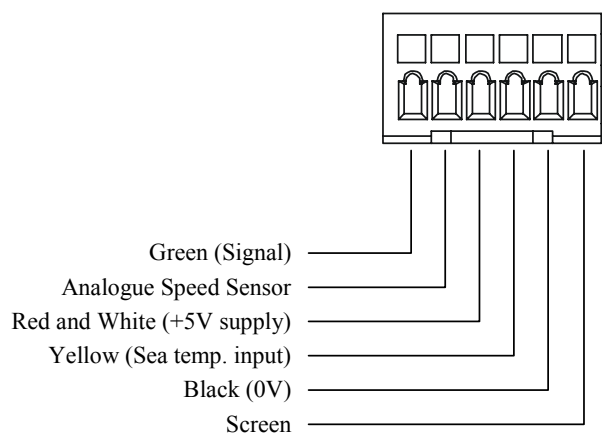 Green (Signal)
Analogue Speed Sensor
Red and White (+5V supply)
Yellow (Sea temp. input)
Black (0V)
Screen